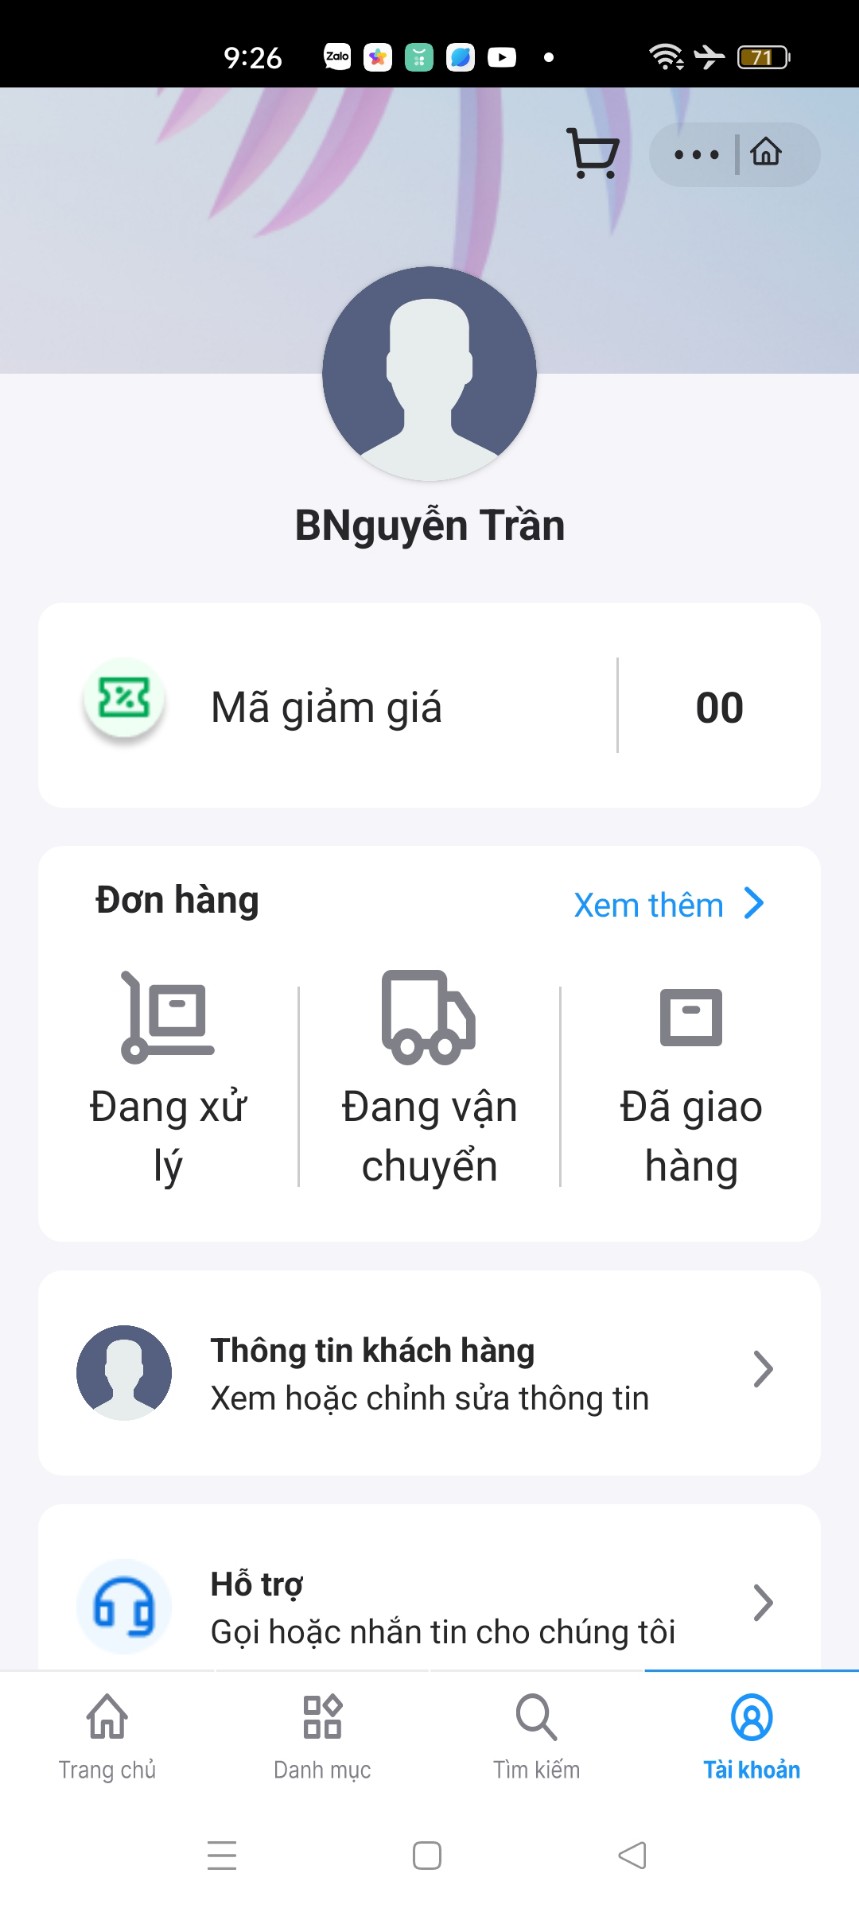 9:26
Zalo
71
BNguyễn Trần
Mã giảm giá
00
Đơn hàng
Xem thêm
Đang xử
lý
Đang vận
chuyển
Đã giao
hàng
Thông tin khách hàng
Xem hoặc chỉnh sửa thông tin
Hỗ trợ
Gọi hoặc nhắn tin cho chúng tôi
Trang chủ
Danh mục
Tìm kiếm
Tài khoản